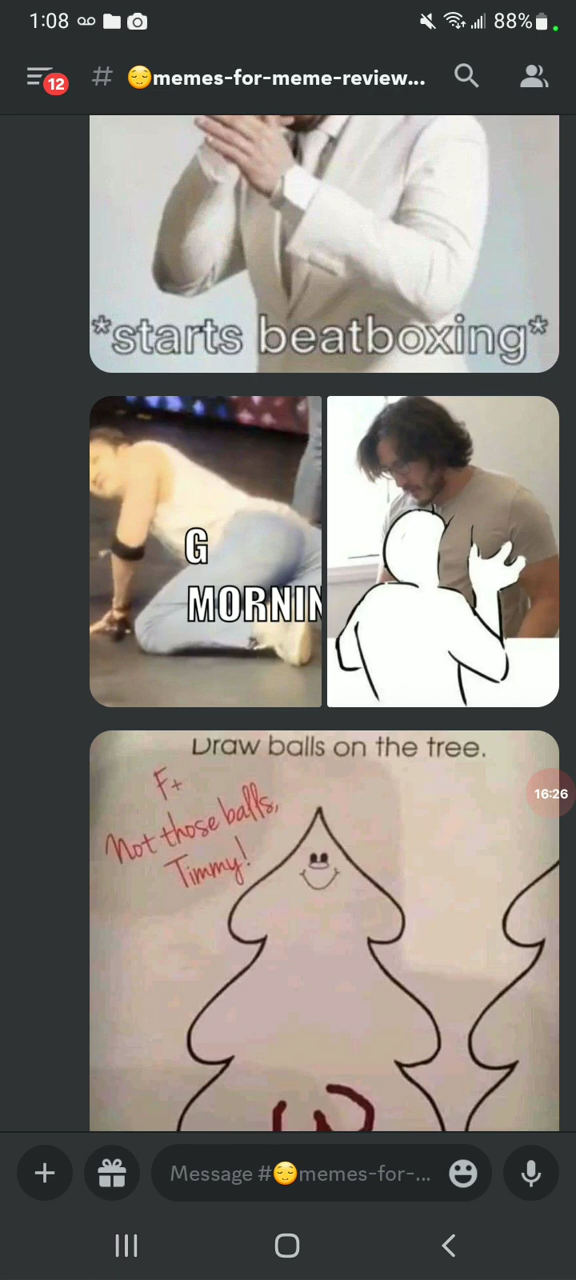 1:08
88%
12
# 😌memes-for-meme-review...
*starts beatboxing*
G
MORNIN
Draw balls on the tree.
F+
Not those balls,
Timmy!
16:26
Message #😌memes-for-...